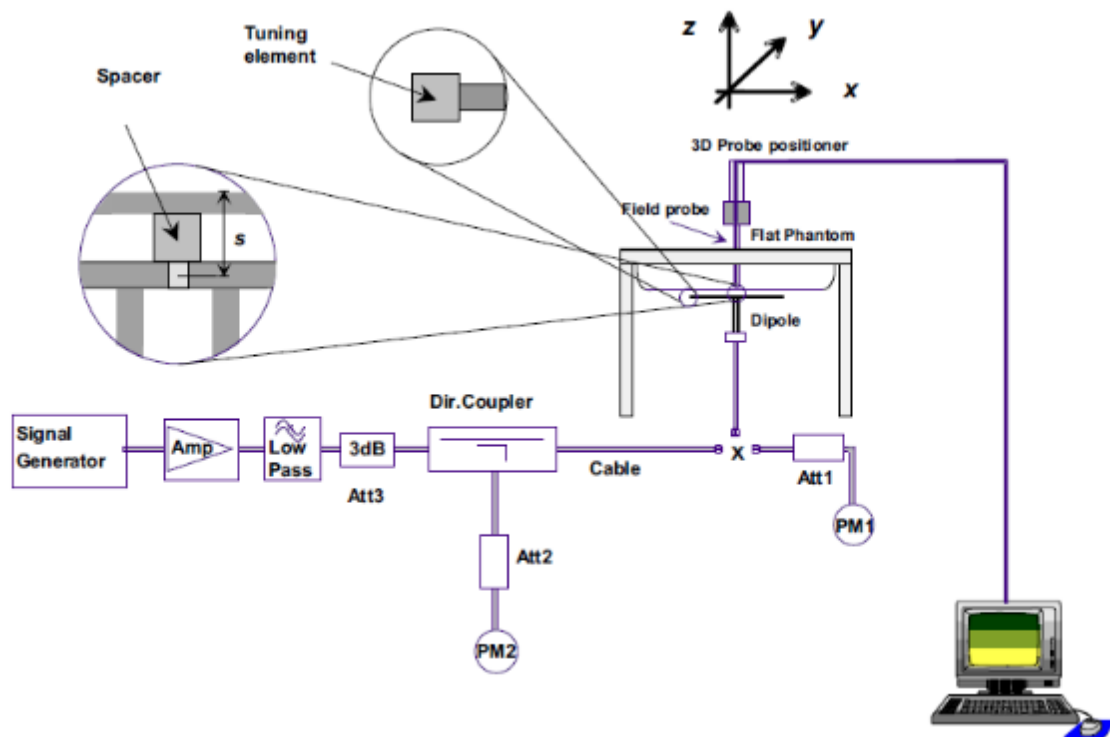 Tuning
element
Spacer
s
z
y
x
3D Probe positioner
Field probe
Flat Phantom
Dipole
Dir.Coupler
Signal
Generator
Amp
Low
Pass
3dB
Att3
Cable
X
Att1
PM1
Att2
PM2